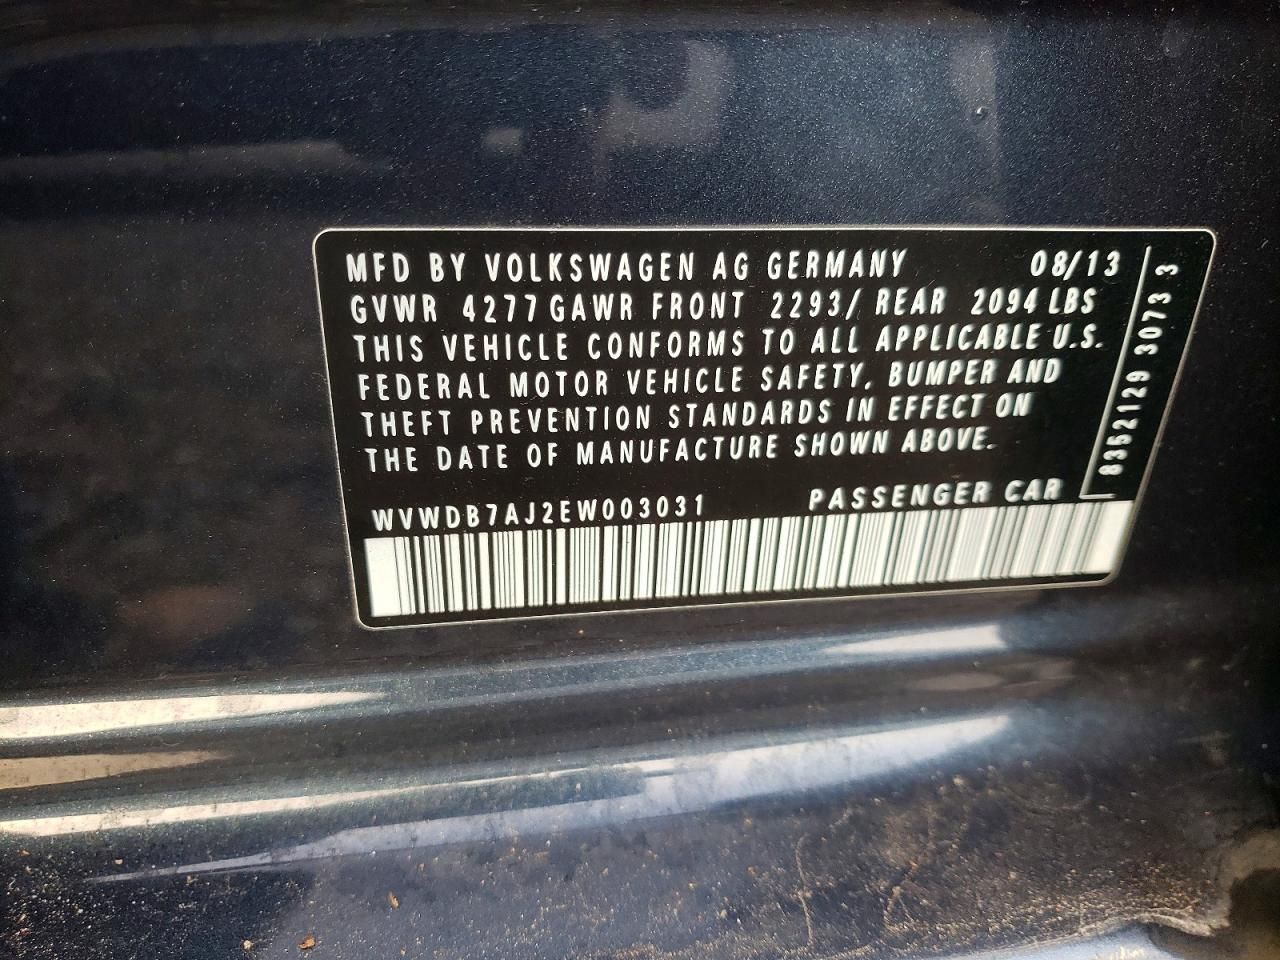 MFD BY VOLKSWAGEN AG GERMANY 08/13
GVWR 4277 GAWR FRONT 2293/ REAR 2094 LBS
THIS VEHICLE CONFORMS TO ALL APPLICABLE U.S.
FEDERAL MOTOR VEHICLE SAFETY, BUMPER AND
THEFT PREVENTION STANDARDS IN EFFECT ON
THE DATE OF MANUFACTURE SHOWN ABOVE.
WVWDB7AJ2EW003031 PASSENGER CAR
8352129 3073 3